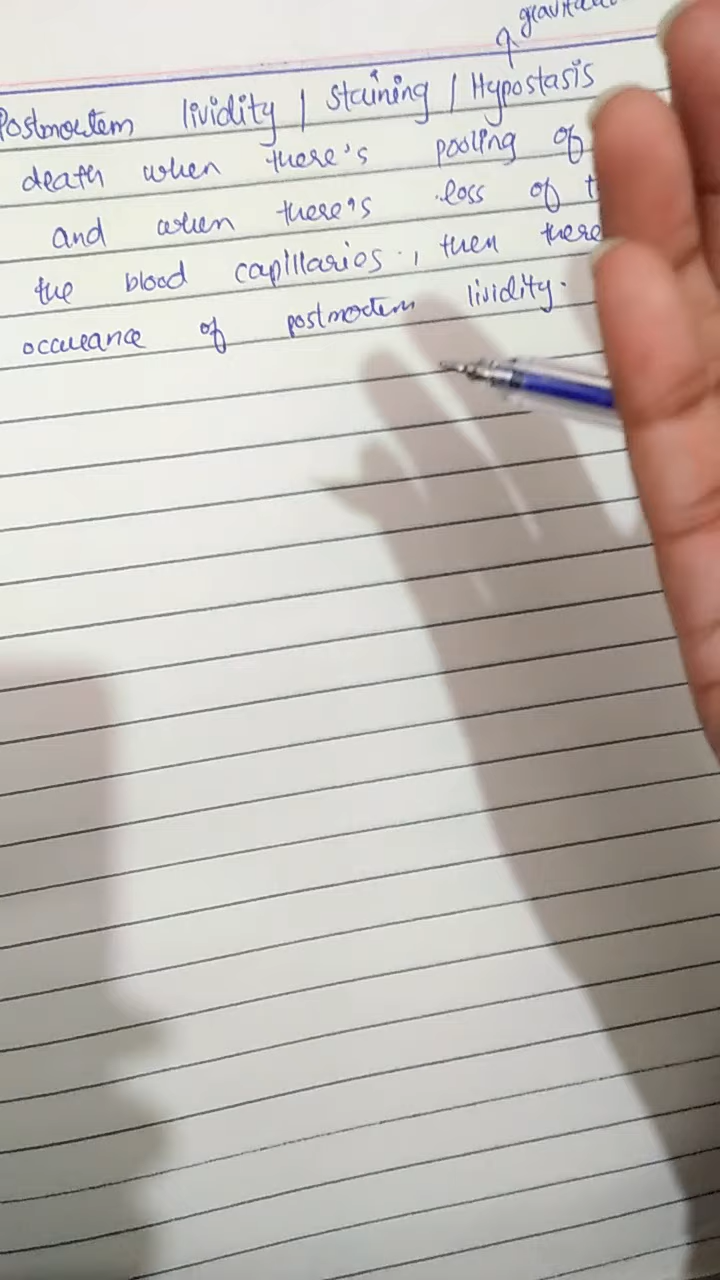 Postmortem lividity / staining / Hypostasis
death when there's pooling of
and when there's loss of
the blood capillaries, then there
occurance of postmortem lividity.